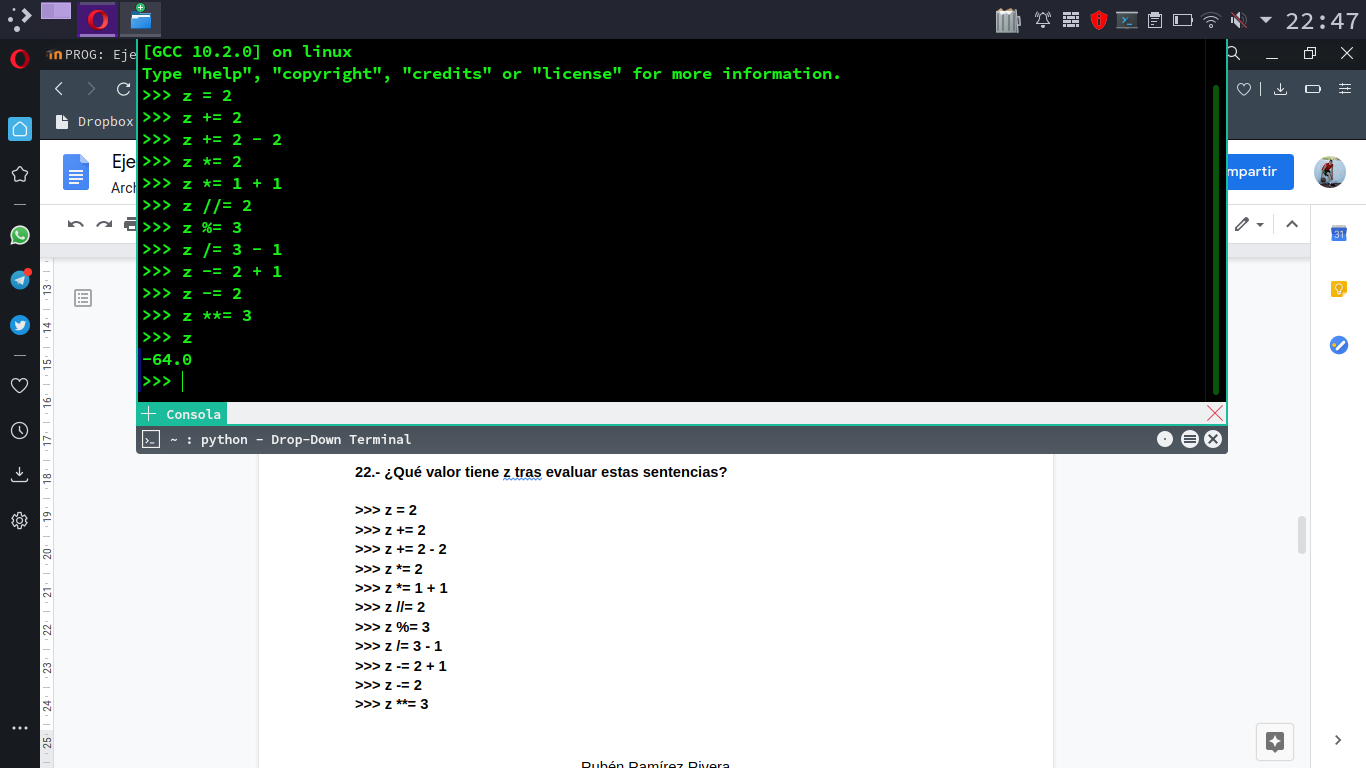 22:47
PROG: Eje
[GCC 10.2.0] on linux
Type "help", "copyright", "credits" or "license" for more information.
>>> z = 2
>>> z += 2
>>> z += 2 - 2
>>> z *= 2
>>> z *= 1 + 1
>>> z //= 2
>>> z %= 3
>>> z /= 3 - 1
>>> z -= 2 + 1
>>> z -= 2
>>> z **= 3
>>> z
-64.0
>>>
Dropbox
Eje
Arch
mpartir
31
Consola
~ : python - Drop-Down Terminal
13
14
15
16
17
18
19
20
21
22
23
24
25
22.- ¿Qué valor tiene z tras evaluar estas sentencias?
>>> z = 2
>>> z += 2
>>> z += 2 - 2
>>> z *= 2
>>> z *= 1 + 1
>>> z //= 2
>>> z %= 3
>>> z /= 3 - 1
>>> z -= 2 + 1
>>> z -= 2
>>> z **= 3
Rubén Ramírez Rivera